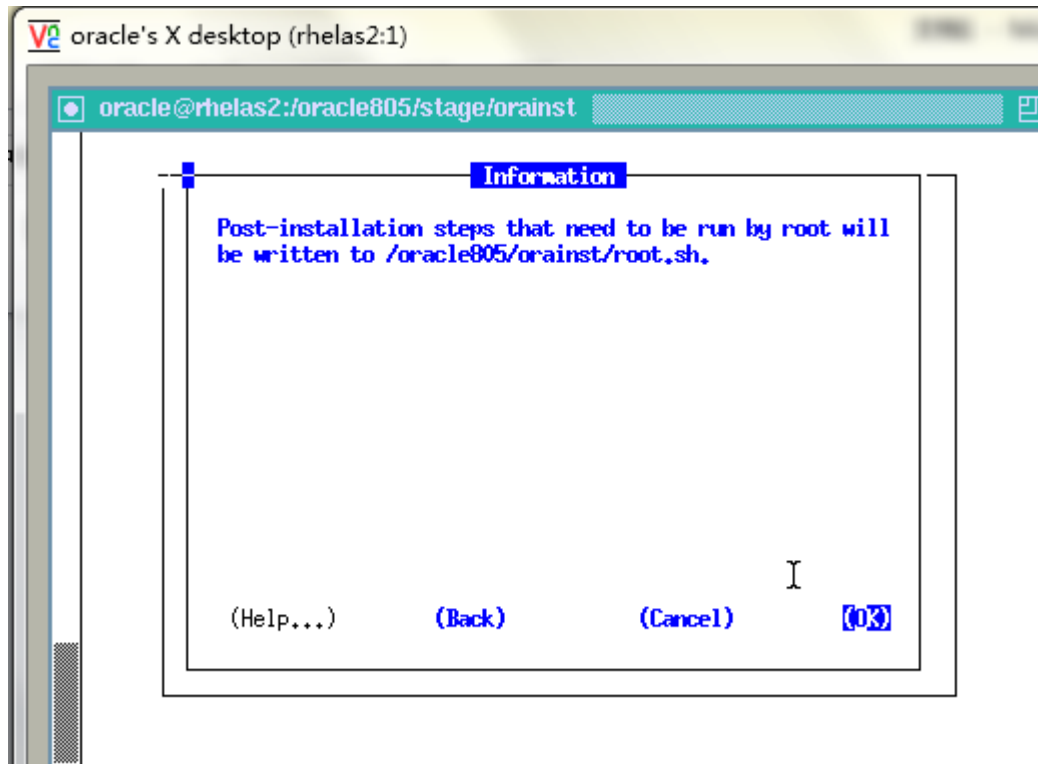 oracle's X desktop (rhelas2:1)
oracle@rhelas2:/oracle805/stage/orainst
Information
Post-installation steps that need to be run by root will
be written to /oracle805/orainst/root.sh.
(Help...) (Back) (Cancel) (OK)